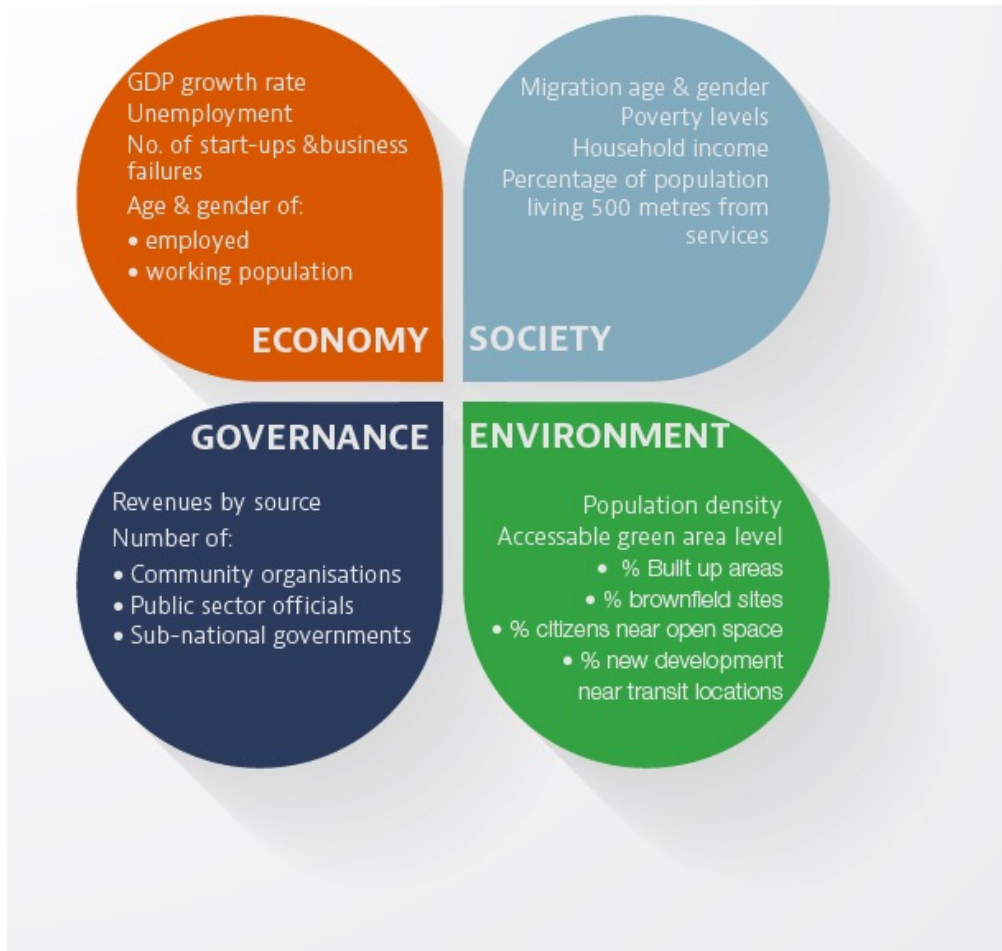 GDP growth rate
Unemployment
No. of start-ups &business
failures
Age & gender of:
• employed
• working population
ECONOMY
Migration age & gender
Poverty levels
Household income
Percentage of population
living 500 metres from
services
SOCIETY
GOVERNANCE
Revenues by source
Number of:
• Community organisations
• Public sector officials
• Sub-national governments
ENVIRONMENT
Population density
Accessable green area level
• % Built up areas
• % brownfield sites
• % citizens near open space
• % new development
near transit locations